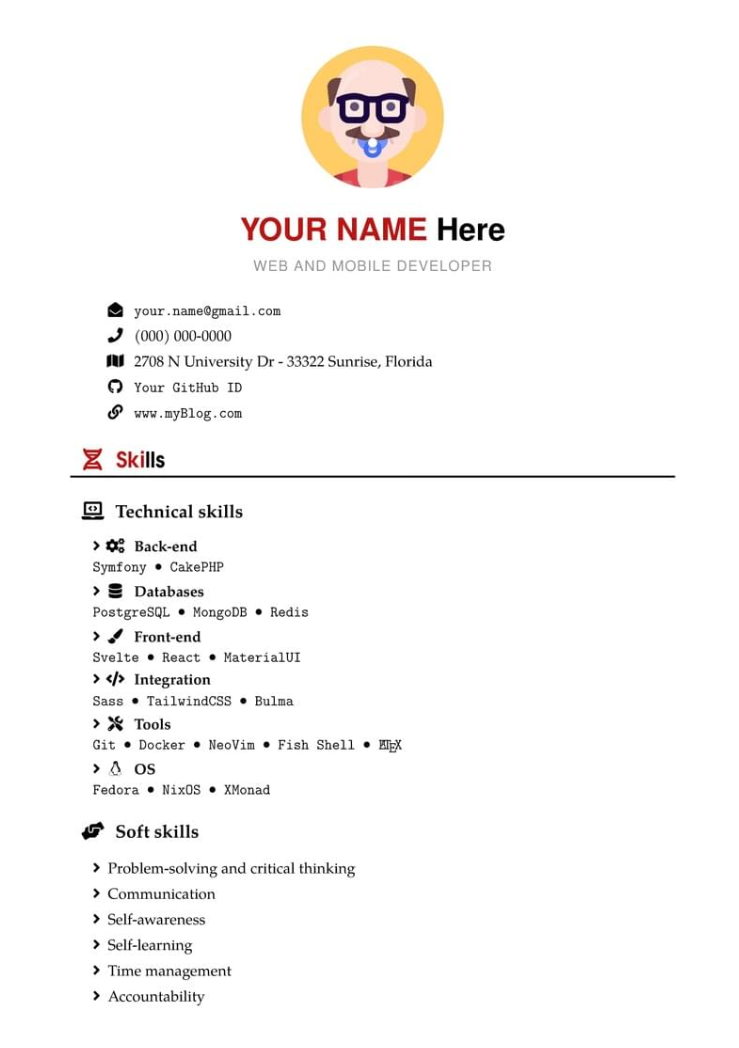 YOUR NAME Here
WEB AND MOBILE DEVELOPER
your.name@gmail.com
(000) 000-0000
2708 N University Dr - 33322 Sunrise, Florida
Your GitHub ID
www.myBlog.com
Skills
Technical skills
Back-end
Symfony • CakePHP
Databases
PostgreSQL • MongoDB • Redis
Front-end
Svelte • React • MaterialUI
Integration
Sass • TailwindCSS • Bulma
Tools
Git • Docker • NeoVim • Fish Shell • LATEX
OS
Fedora • NixOS • XMonad
Soft skills
Problem-solving and critical thinking
Communication
Self-awareness
Self-learning
Time management
Accountability